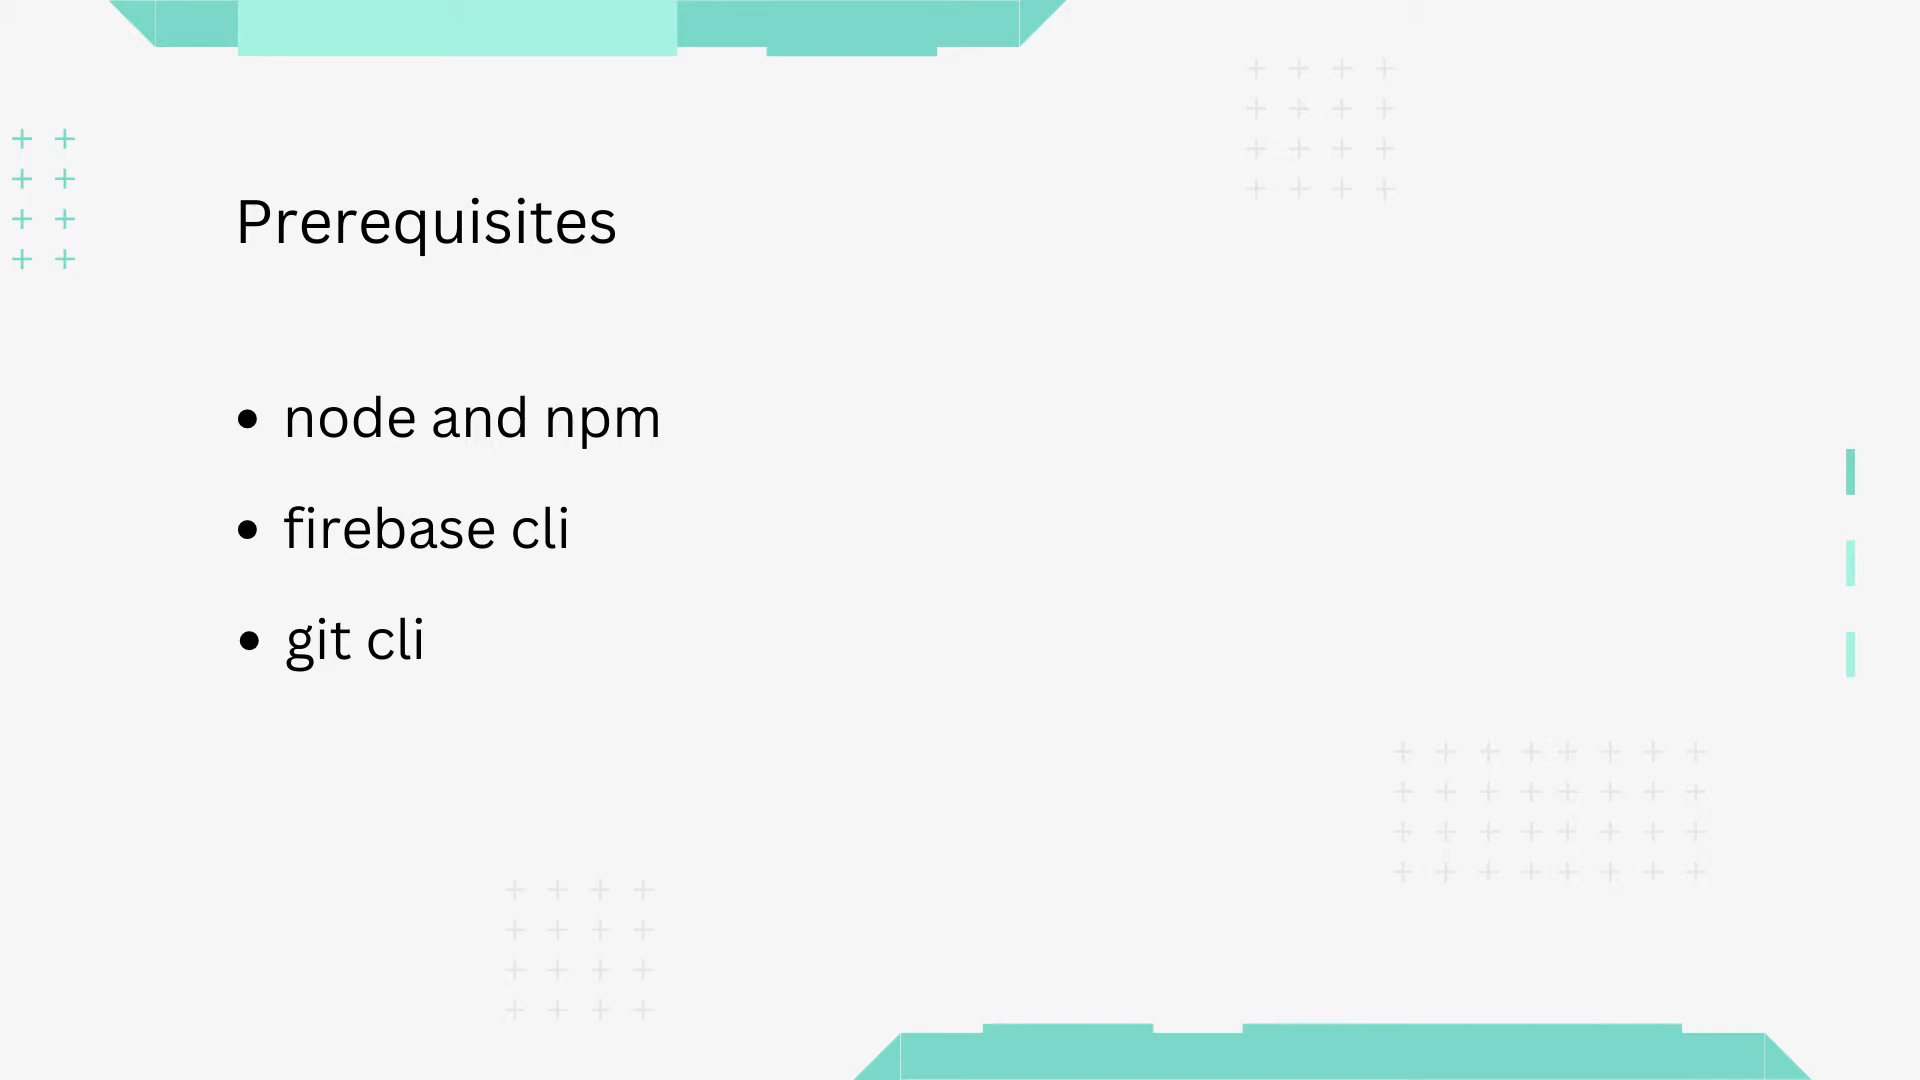 Prerequisites
• node and npm
• firebase cli
• git cli